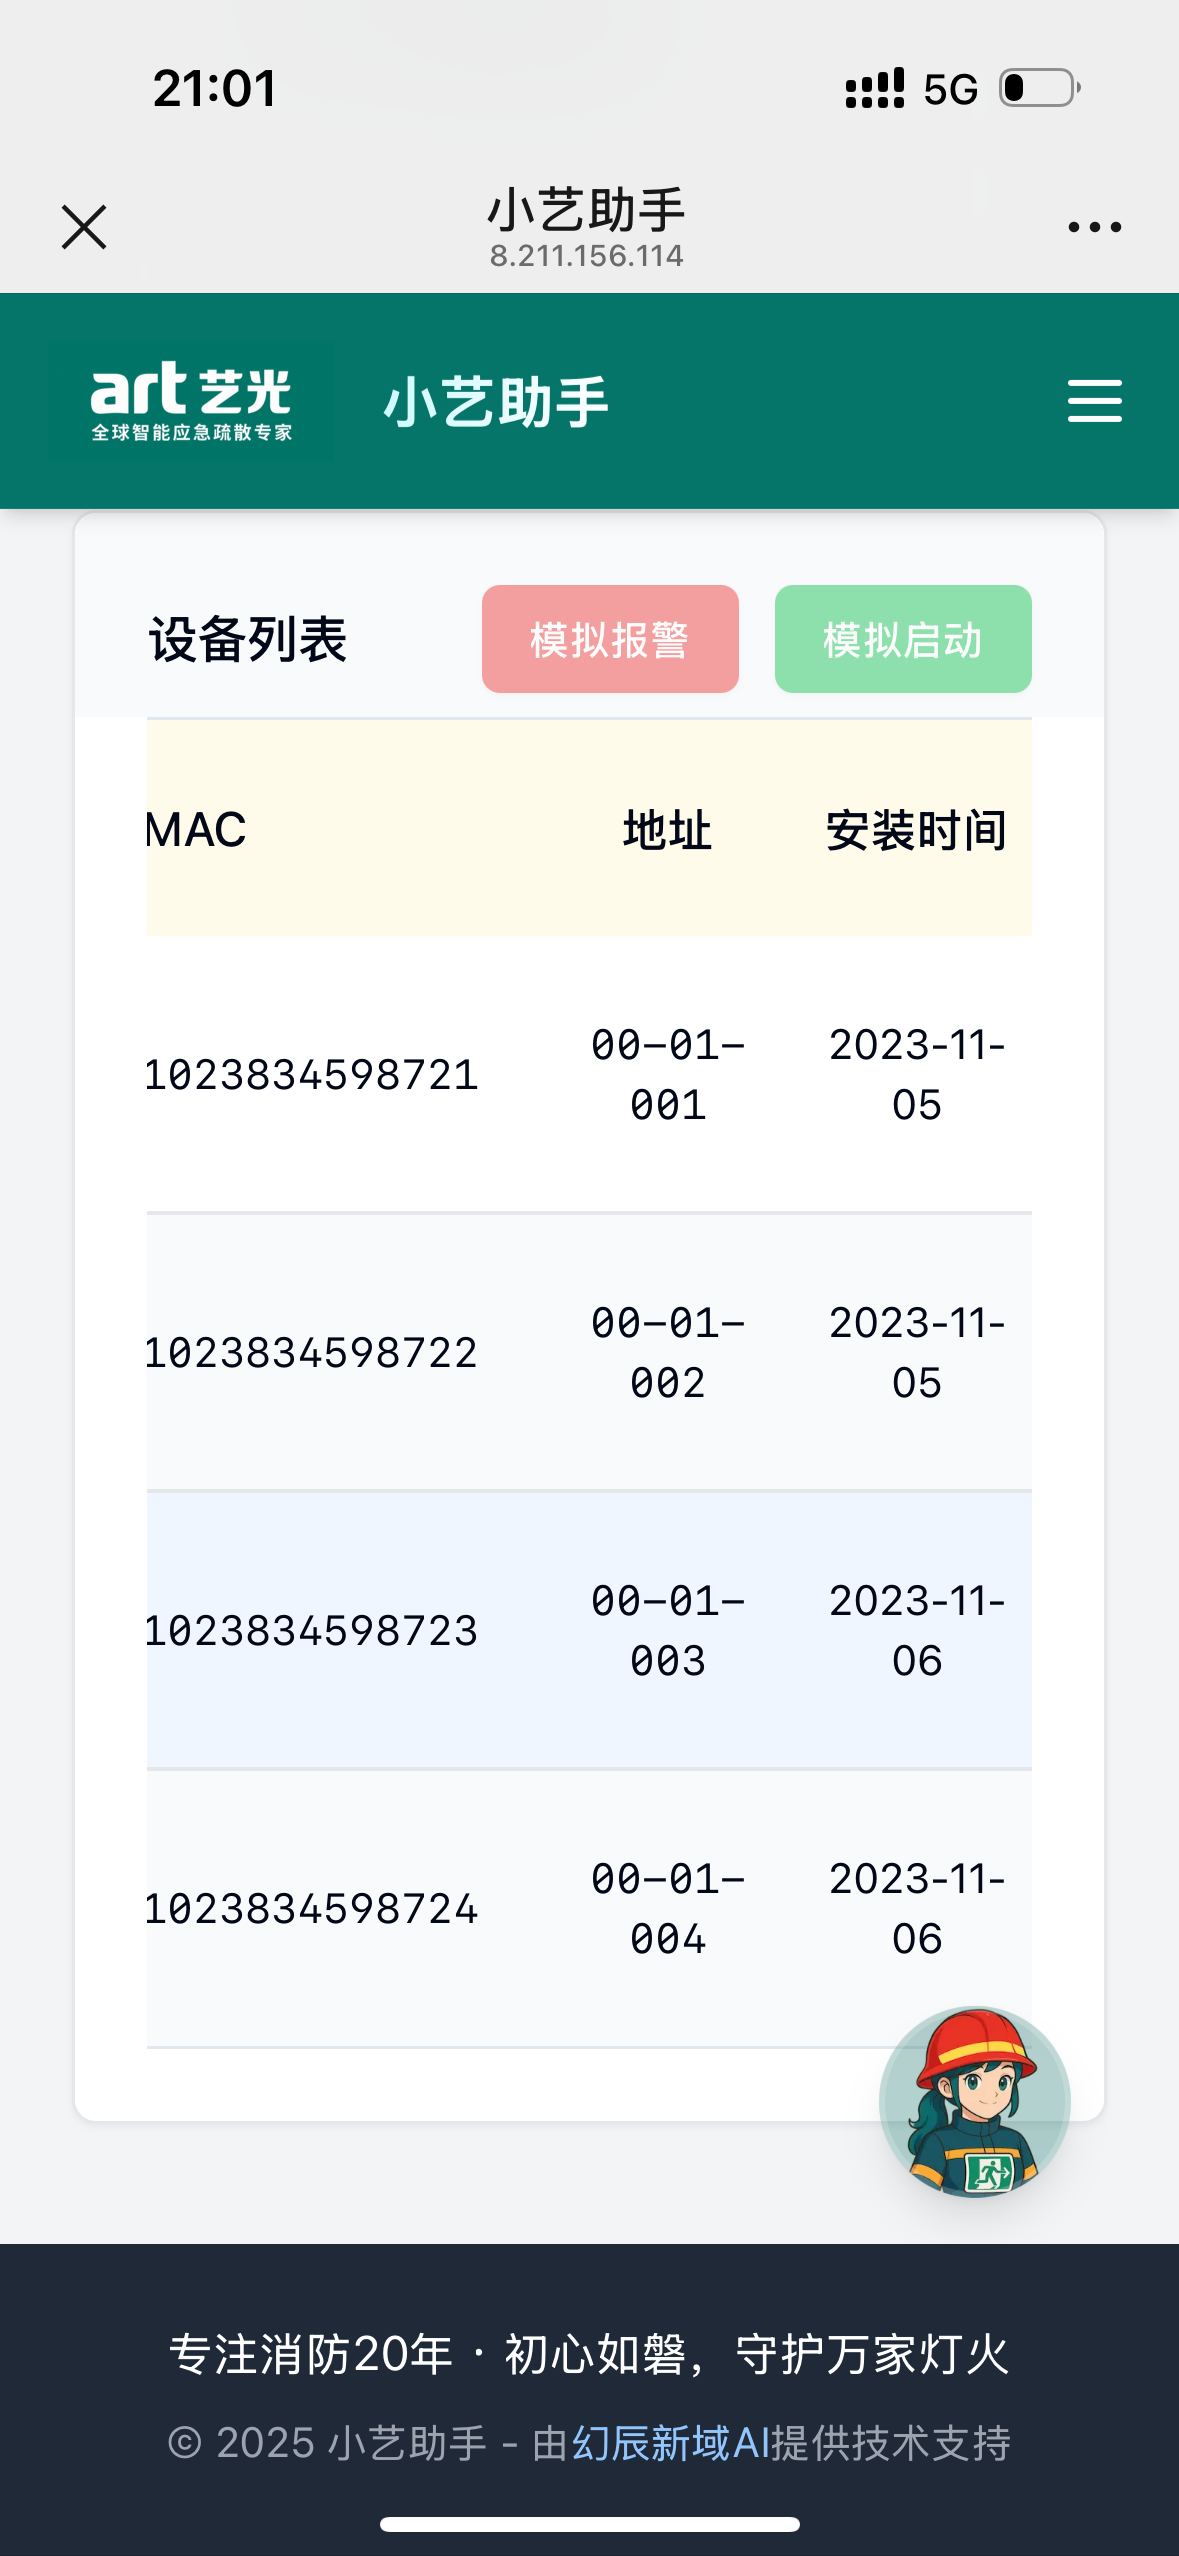 21:01
5G
小艺助手
8.211.156.114
art 艺光
全球智能应急疏散专家
小艺助手
设备列表
模拟报警
模拟启动
MAC
地址
安装时间
1023834598721
00-01-
001
2023-11-
05
1023834598722
00-01-
002
2023-11-
05
1023834598723
00-01-
003
2023-11-
06
1023834598724
00-01-
004
2023-11-
06
专注消防20年 · 初心如磐，守护万家灯火
© 2025 小艺助手 - 由幻辰新域AI提供技术支持